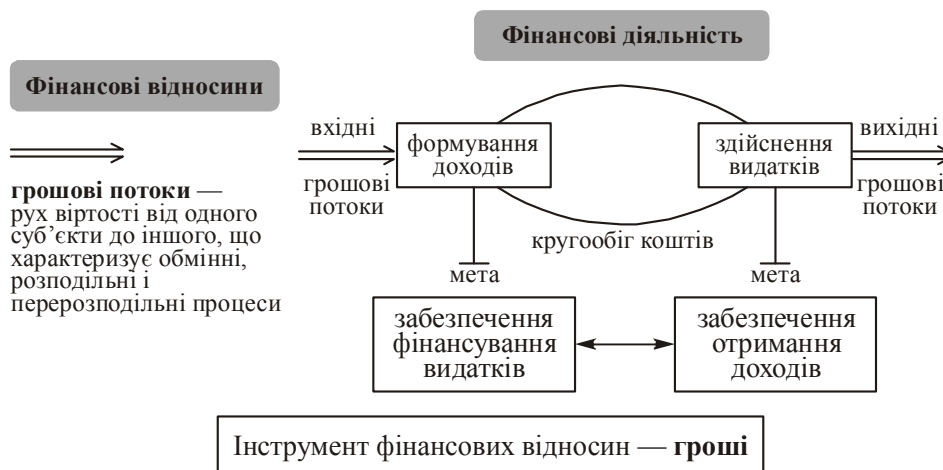 Фінансові діяльність
Фінансові відносини
грошові потоки —
рух віртості від одного
суб’єкти до іншого, що
характеризує обмінні,
розподільні і
перерозподільні процеси
вхідні
грошові
потоки
формування
доходів
здійснення
видатків
вихідні
грошові
потоки
кругообіг коштів
мета
мета
забезпечення
фінансування
видатків
забезпечення
отримання
доходів
Інструмент фінансових відносин — гроші